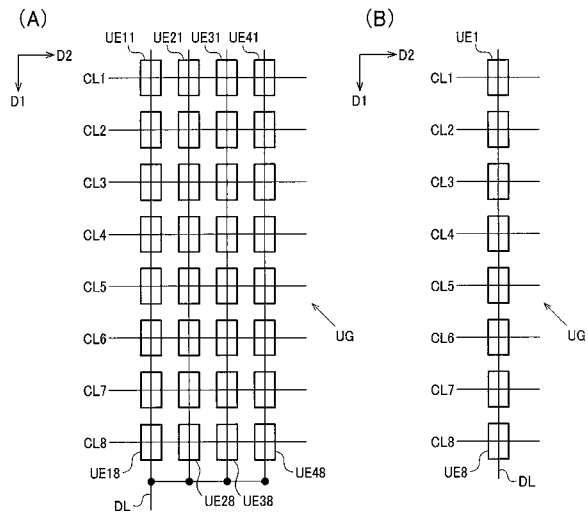 (A)
UE11 UE21 UE31 UE41
D2
D1
CL1
CL2
CL3
CL4
CL5
CL6
CL7
CL8
UG
UE18
UE28 UE38
UE48
DL
(B)
UE1
D2
D1
CL1
CL2
CL3
CL4
CL5
CL6
CL7
CL8
UG
UE8
DL